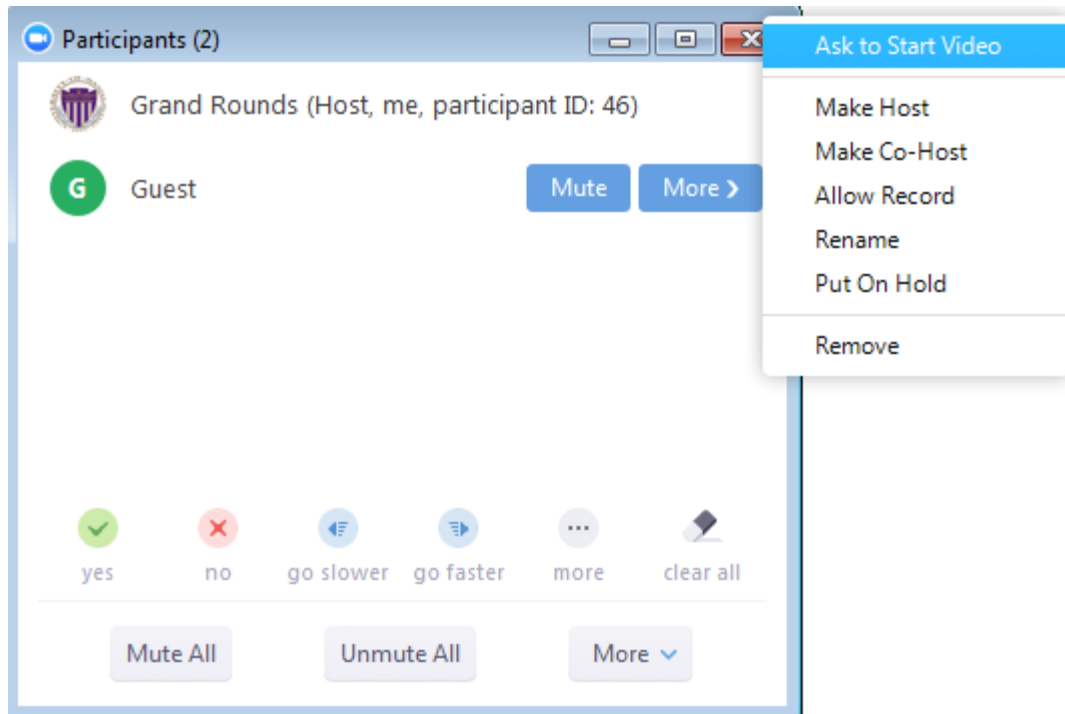 Participants (2)
Grand Rounds (Host, me, participant ID: 46)
G Guest Mute More ❯
Ask to Start Video
Make Host
Make Co-Host
Allow Record
Rename
Put On Hold
Remove
yes no go slower go faster more clear all
Mute All Unmute All More